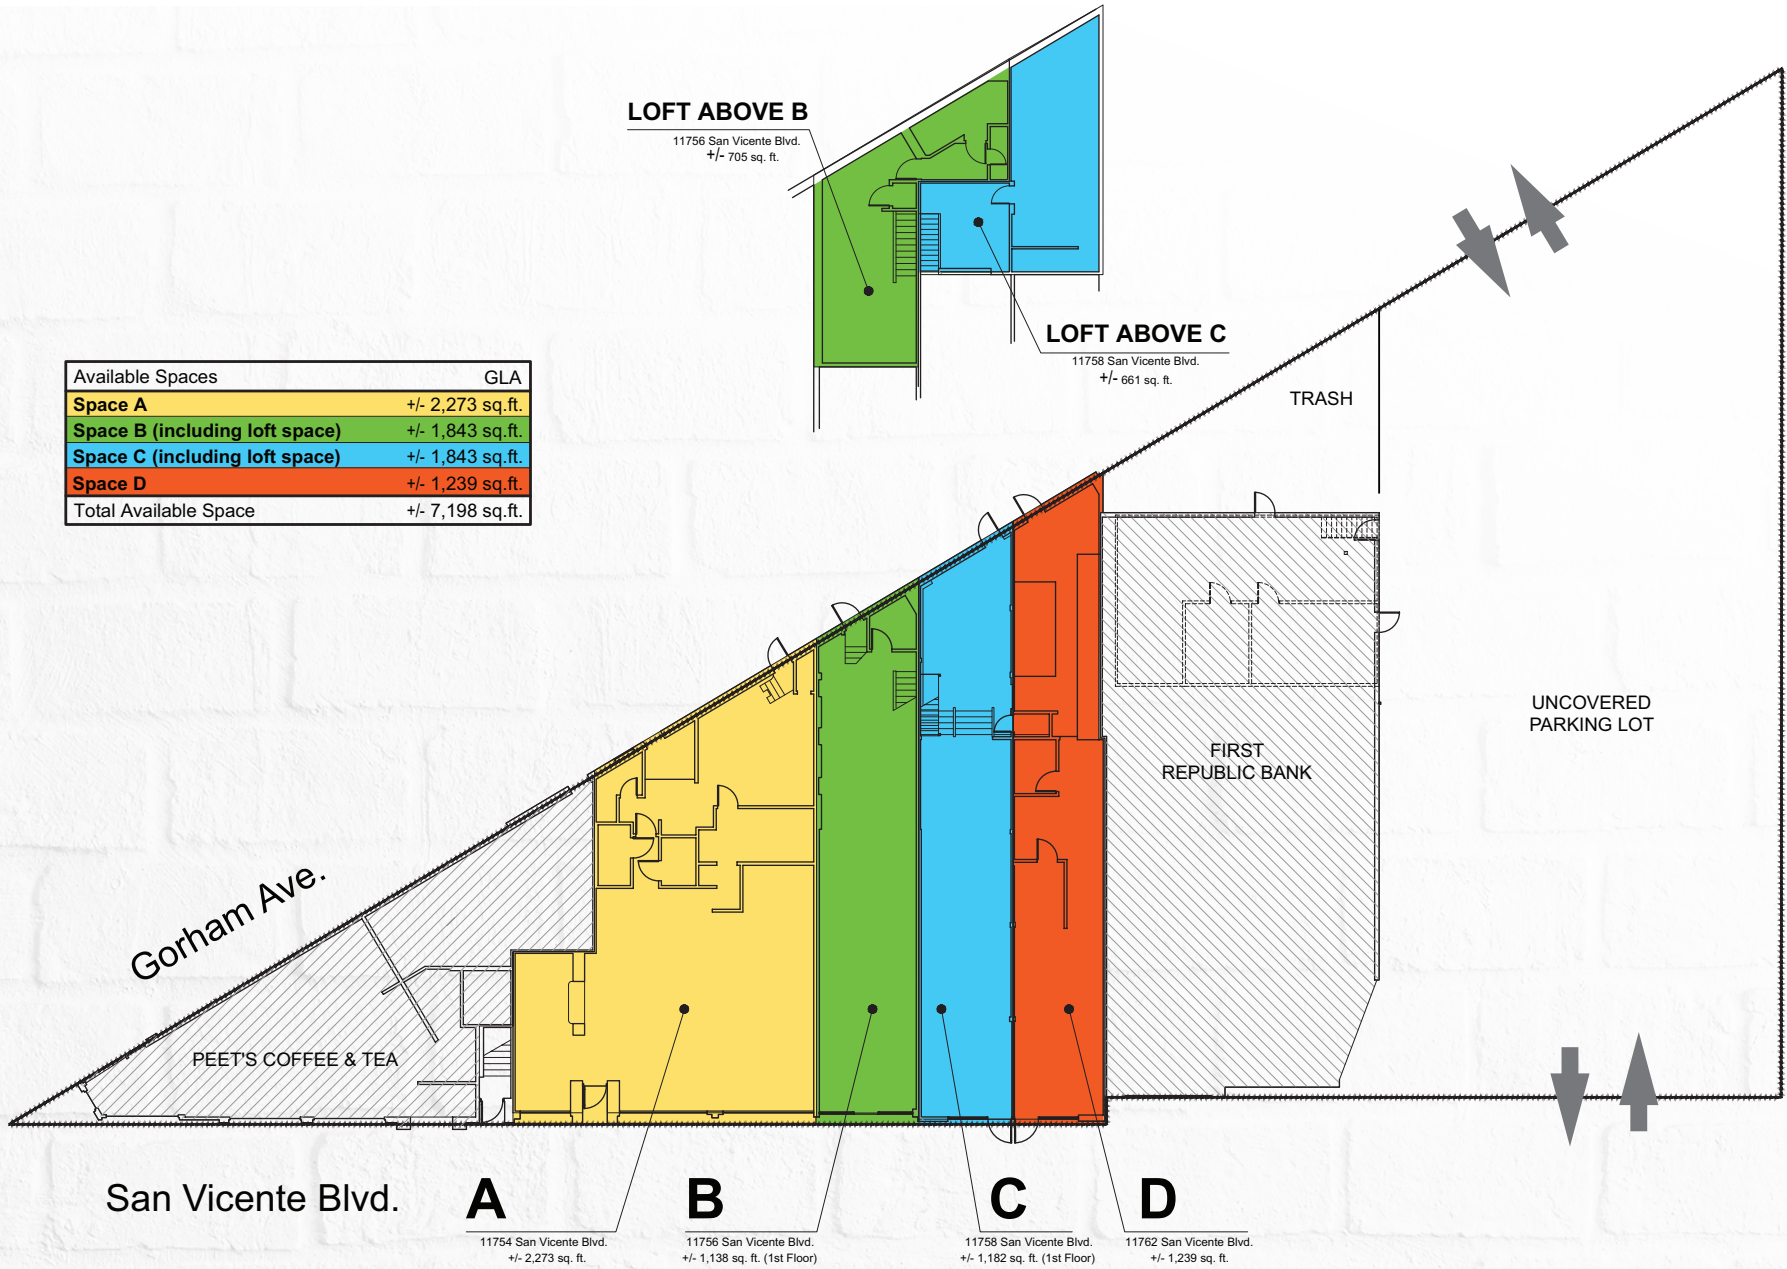 LOFT ABOVE B
11756 San Vicente Blvd.
+/- 705 sq. ft.
LOFT ABOVE C
11758 San Vicente Blvd.
+/- 661 sq. ft.
Available Spaces GLA
Space A +/- 2,273 sq.ft.
Space B (including loft space) +/- 1,843 sq.ft.
Space C (including loft space) +/- 1,843 sq.ft.
Space D +/- 1,239 sq.ft.
Total Available Space +/- 7,198 sq.ft.
TRASH
UNCOVERED
PARKING LOT
FIRST
REPUBLIC BANK
Gorham Ave.
PEET'S COFFEE & TEA
San Vicente Blvd.
A
11754 San Vicente Blvd.
+/- 2,273 sq. ft.
B
11756 San Vicente Blvd.
+/- 1,138 sq. ft. (1st Floor)
C
11758 San Vicente Blvd.
+/- 1,182 sq. ft. (1st Floor)
D
11762 San Vicente Blvd.
+/- 1,239 sq. ft.